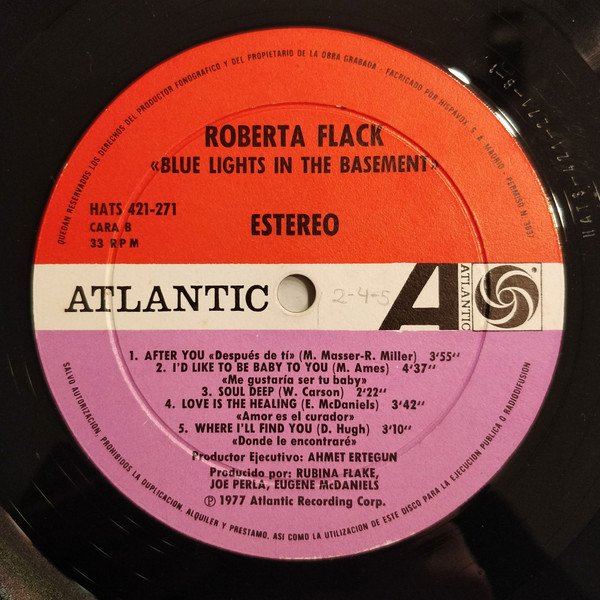 QUEDAN RESERVADOS LOS DERECHOS DEL PRODUCTOR FONOGRAFICO Y DEL PROPIETARIO DE LA OBRA GRABADA - FABRICADO POR HISPAVOX, S. A. MADRID - PERMISO N. 3037
ROBERTA FLACK
«BLUE LIGHTS IN THE BASEMENT»
HATS 421-271
CARA B
33 RPM
ESTEREO
ATLANTIC
2-4-5
A
ATLANTIC
1. AFTER YOU «Después de tí» (M. Masser-R. Miller) 3'55''
2. I'D LIKE TO BE BABY TO YOU (M. Ames) 4'37''
«Me gustaría ser tu baby»
3. SOUL DEEP (W. Carson) 2'22''
4. LOVE IS THE HEALING (E. McDaniels) 3'42''
«Amor es el curador»
5. WHERE I'LL FIND YOU (D. Hugh) 3'10''
«Donde le encontraré»
Productor Ejecutivo: AHMET ERTEGUN
Producido por: RUBINA FLAKE,
JOE PERLA, EUGENE McDANIELS
Ⓟ 1977 Atlantic Recording Corp.
SALVO AUTORIZACION, PROHIBIDOS LA DUPLICACION, ALQUILER Y PRESTAMO, ASI COMO LA UTILIZACION DE ESTE DISCO PARA LA EJECUCION PUBLICA O RADIODIFUSION